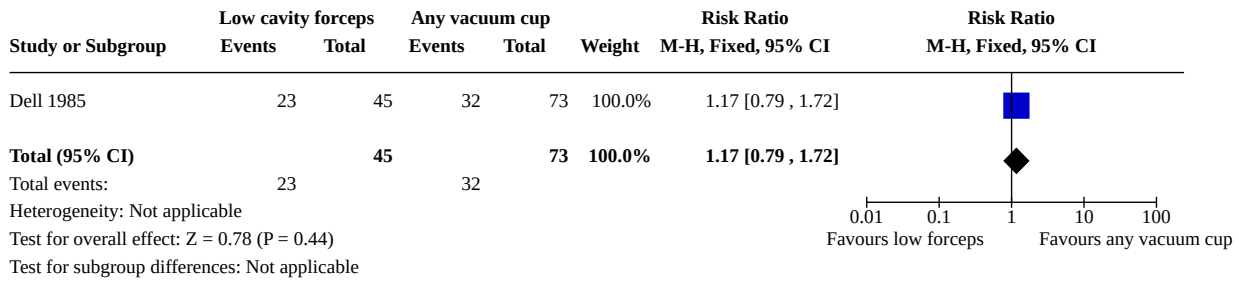 Low cavity forceps Any vacuum cup Risk Ratio Risk Ratio
Study or Subgroup Events Total Events Total Weight M-H, Fixed, 95% CI M-H, Fixed, 95% CI
Dell 1985 23 45 32 73 100.0% 1.17 [0.79 , 1.72]
Total (95% CI) 45 73 100.0% 1.17 [0.79 , 1.72]
Total events: 23 32
Heterogeneity: Not applicable
0.01 0.1 1 10 100
Test for overall effect: Z = 0.78 (P = 0.44) Favours low forceps Favours any vacuum cup
Test for subgroup differences: Not applicable